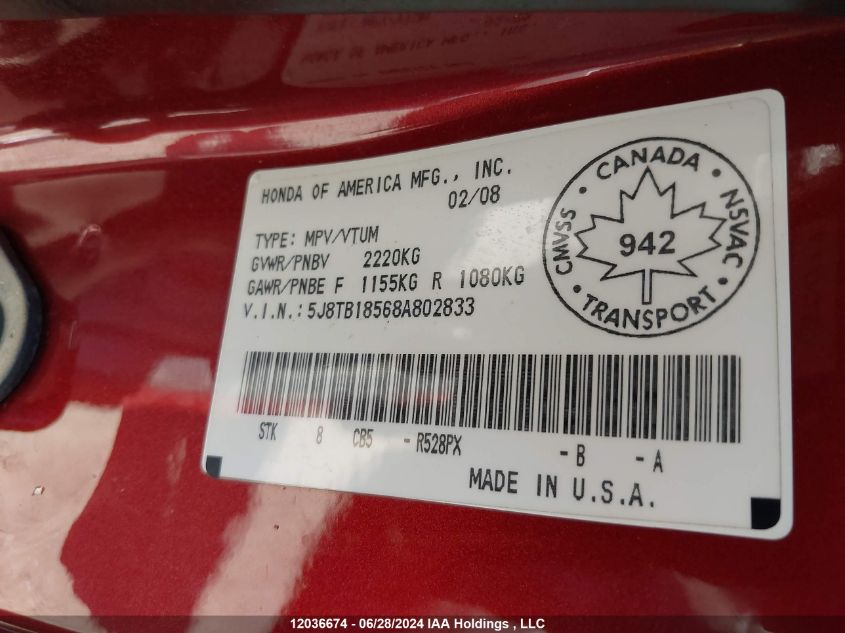 HONDA OF AMERICA MFG., INC.
02/08
TYPE: MPV/VTUM
GVWR/PNBV 2220KG
GAWR/PNBE F 1155KG R 1080KG
V.I.N.: 5J8TB18568A802833
CANADA
CMVSS
NSVAC
942
TRANSPORT
STK 8 CB5 - R528PX - B - A
MADE IN U.S.A.
12036674 - 06/28/2024 IAA Holdings , LLC